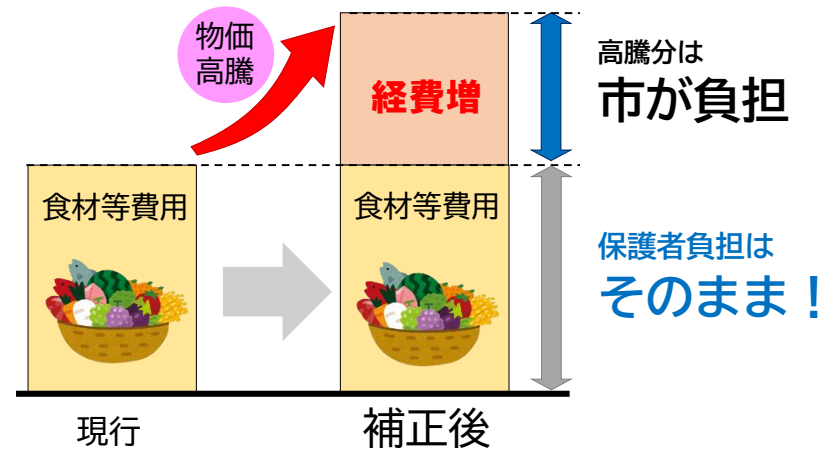 物価
高騰
経費増
高騰分は
市が負担
食材等費用
食材等費用
保護者負担は
そのまま！
現行
補正後